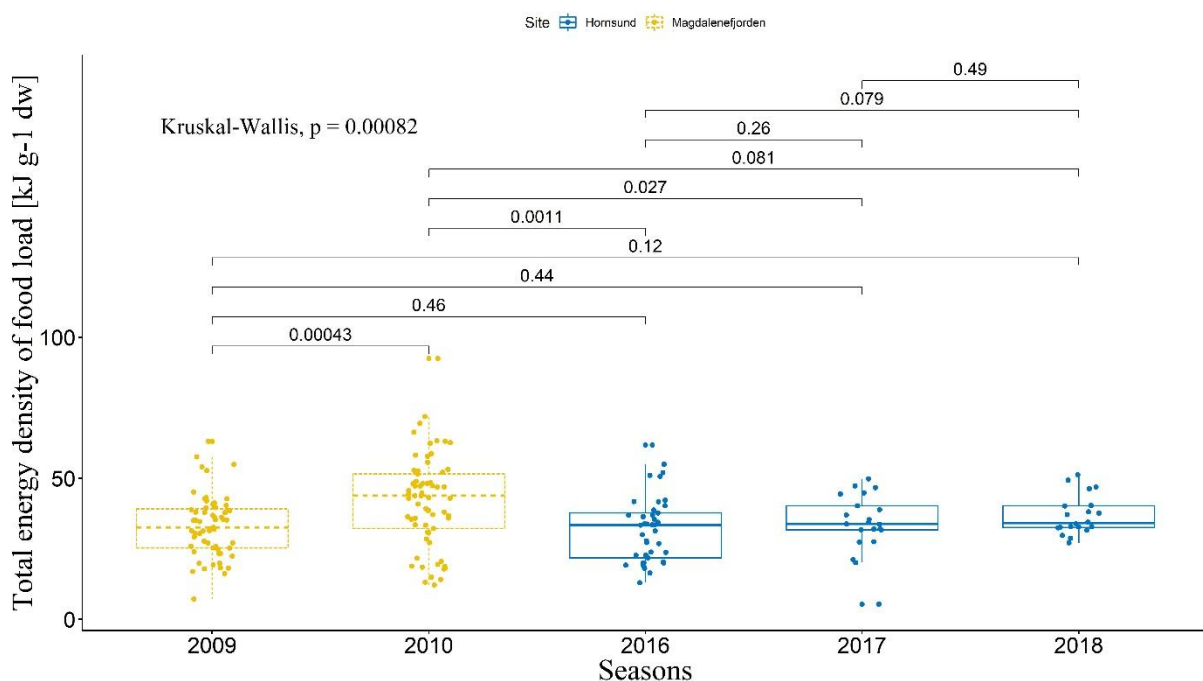 Site Hornsund Magdalenefjorden
Total energy density of food load [kJ g-1 dw]
Kruskal-Wallis, p = 0.00082
0.49
0.079
0.26
0.081
0.027
0.0011
0.12
0.44
0.46
0.00043
100
50
0
2009 2010 2016 2017 2018
Seasons